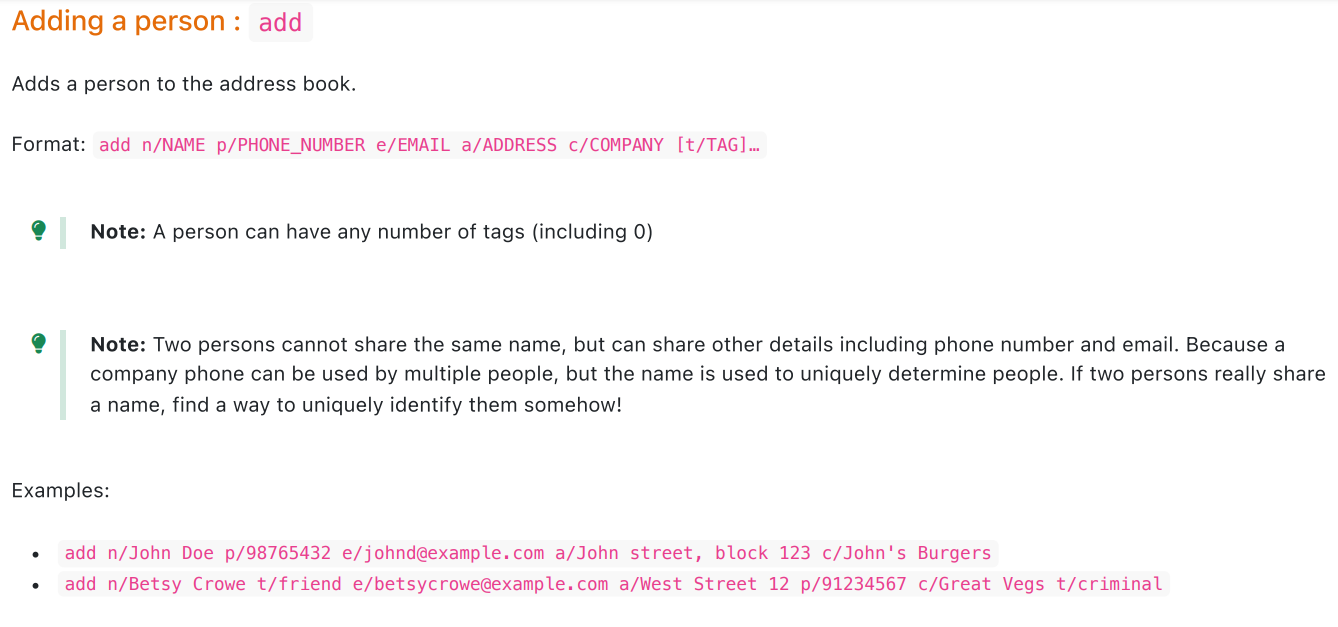 Adding a person : add
Adds a person to the address book.
Format: add n/NAME p/PHONE_NUMBER e/EMAIL a/ADDRESS c/COMPANY [t/TAG]…
Note: A person can have any number of tags (including 0)
Note: Two persons cannot share the same name, but can share other details including phone number and email. Because a
company phone can be used by multiple people, but the name is used to uniquely determine people. If two persons really share
a name, find a way to uniquely identify them somehow!
Examples:
• add n/John Doe p/98765432 e/johnd@example.com a/John street, block 123 c/John's Burgers
• add n/Betsy Crowe t/friend e/betsycrowe@example.com a/West Street 12 p/91234567 c/Great Vegs t/criminal